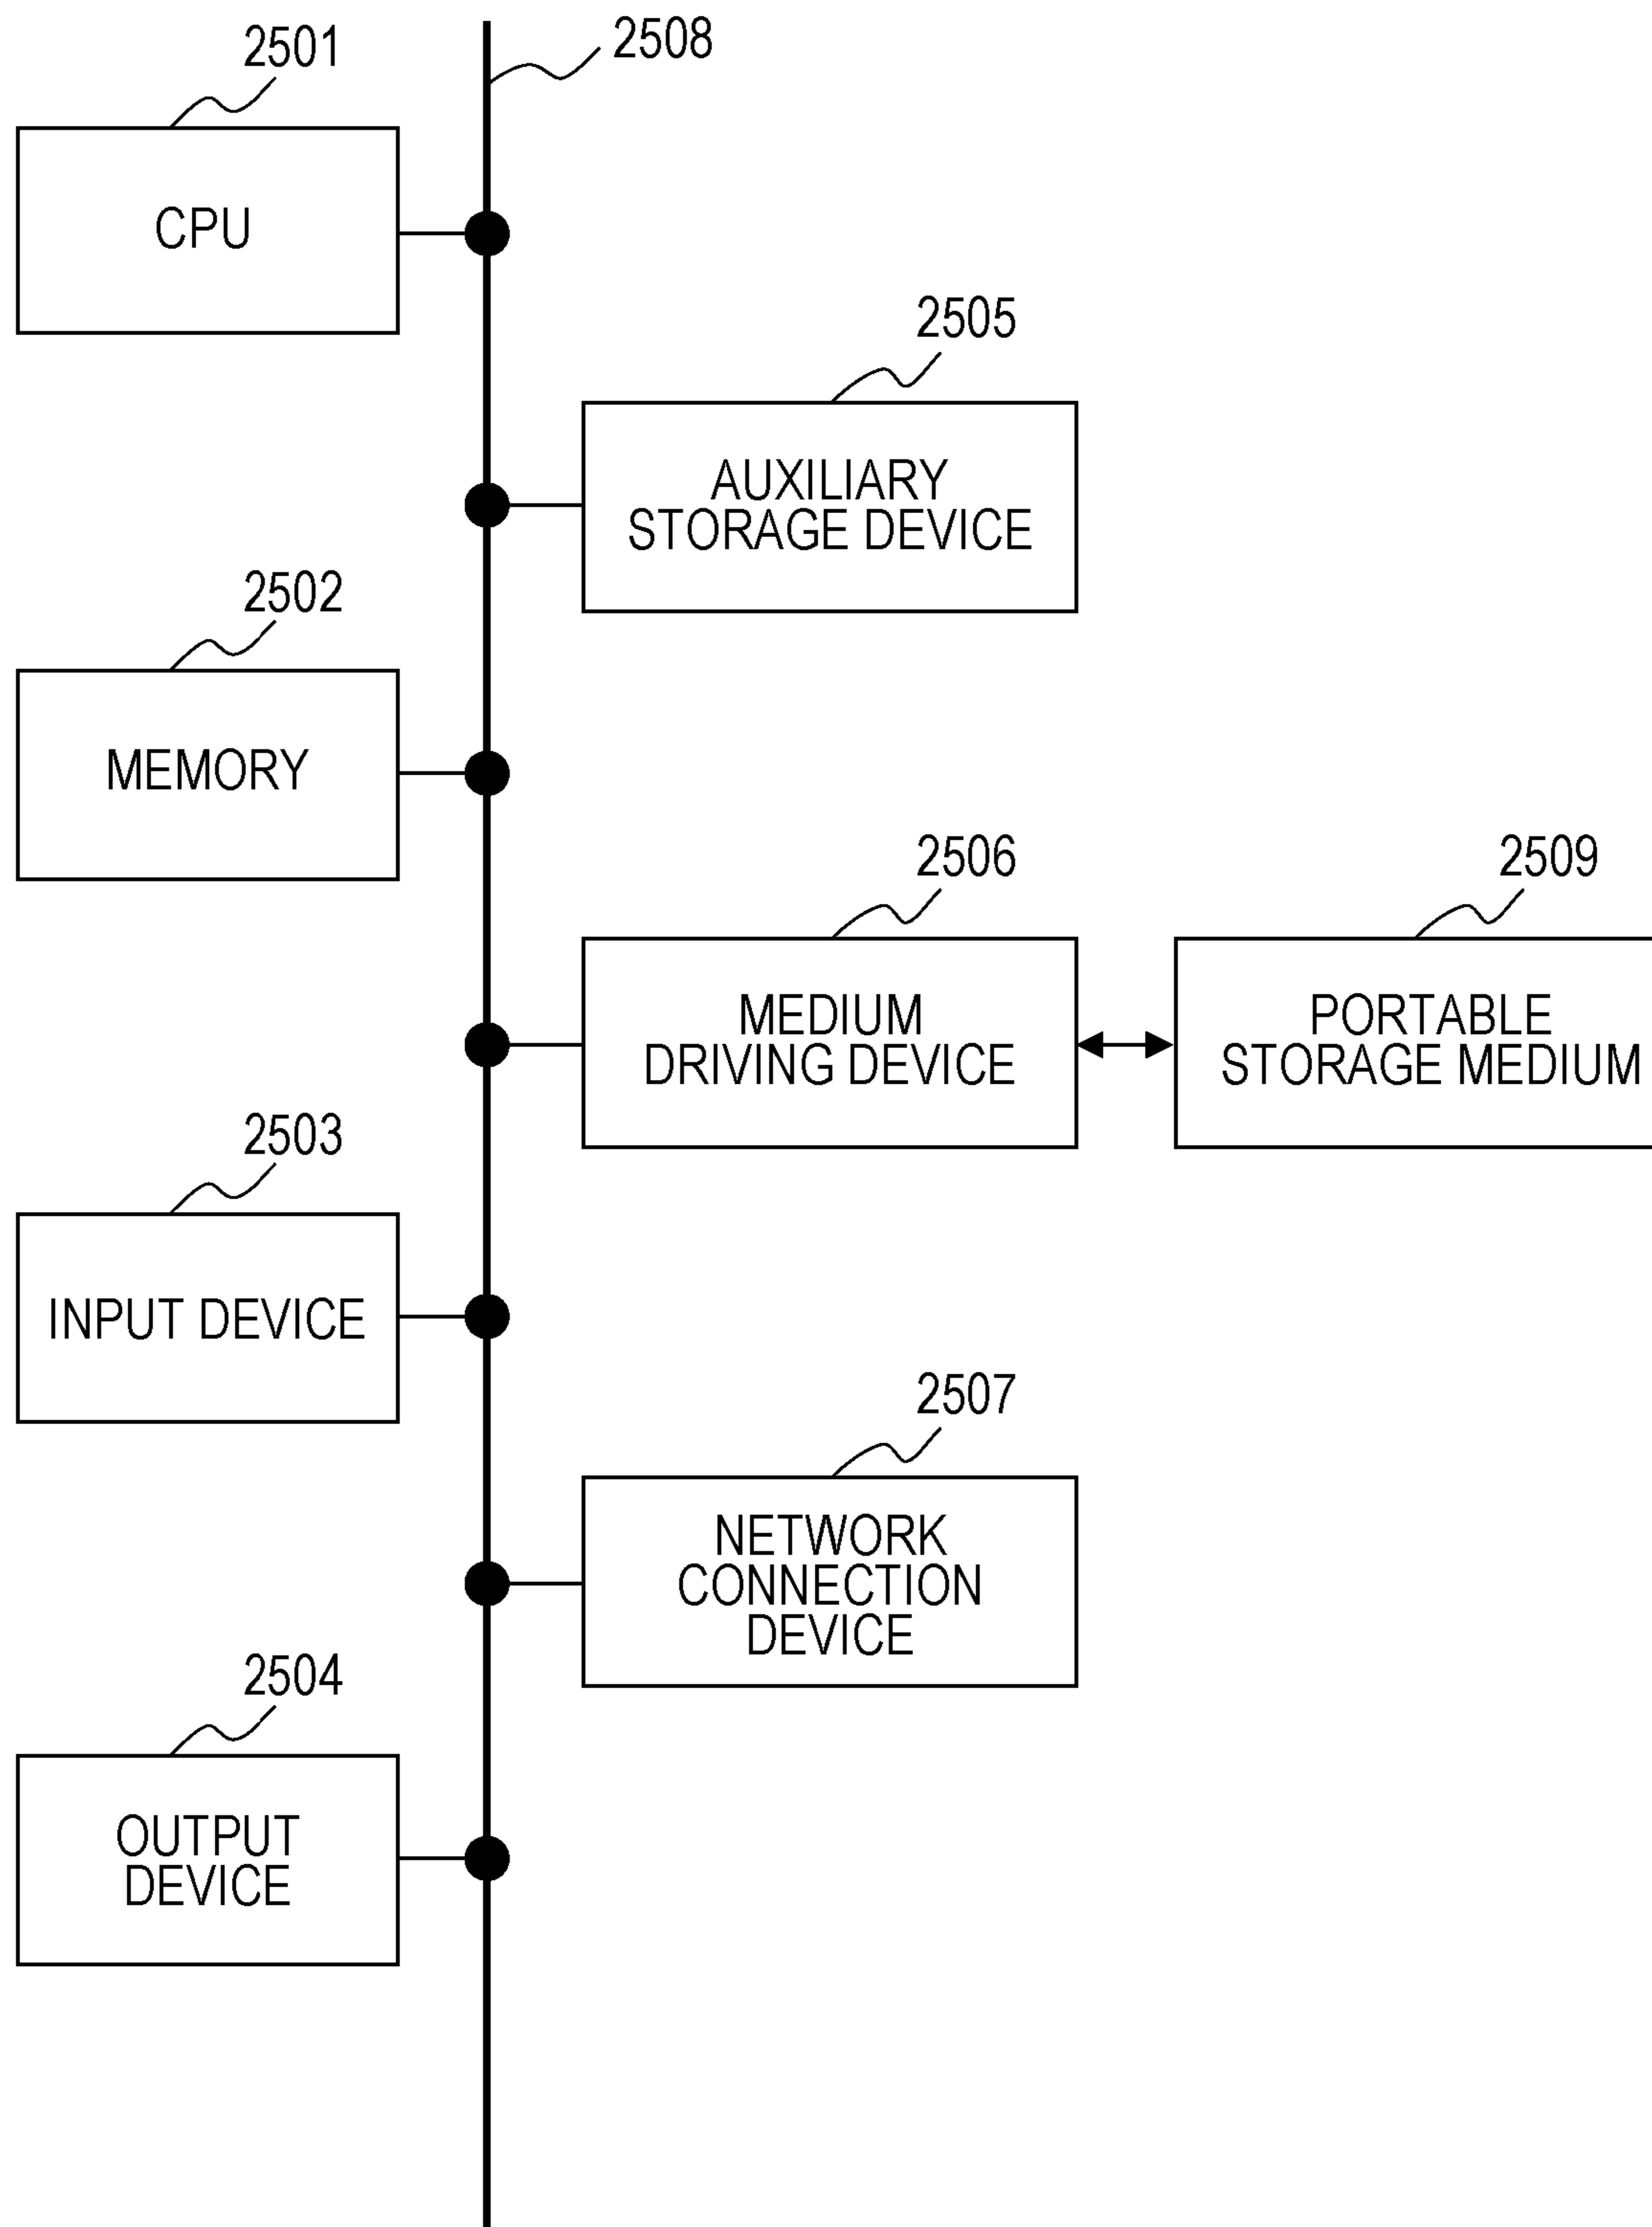 2508
2501
CPU
2505
AUXILIARY
STORAGE DEVICE
2502
MEMORY
2506
MEDIUM
DRIVING DEVICE
2509
PORTABLE
STORAGE MEDIUM
2503
INPUT DEVICE
2507
NETWORK
CONNECTION
DEVICE
2504
OUTPUT
DEVICE